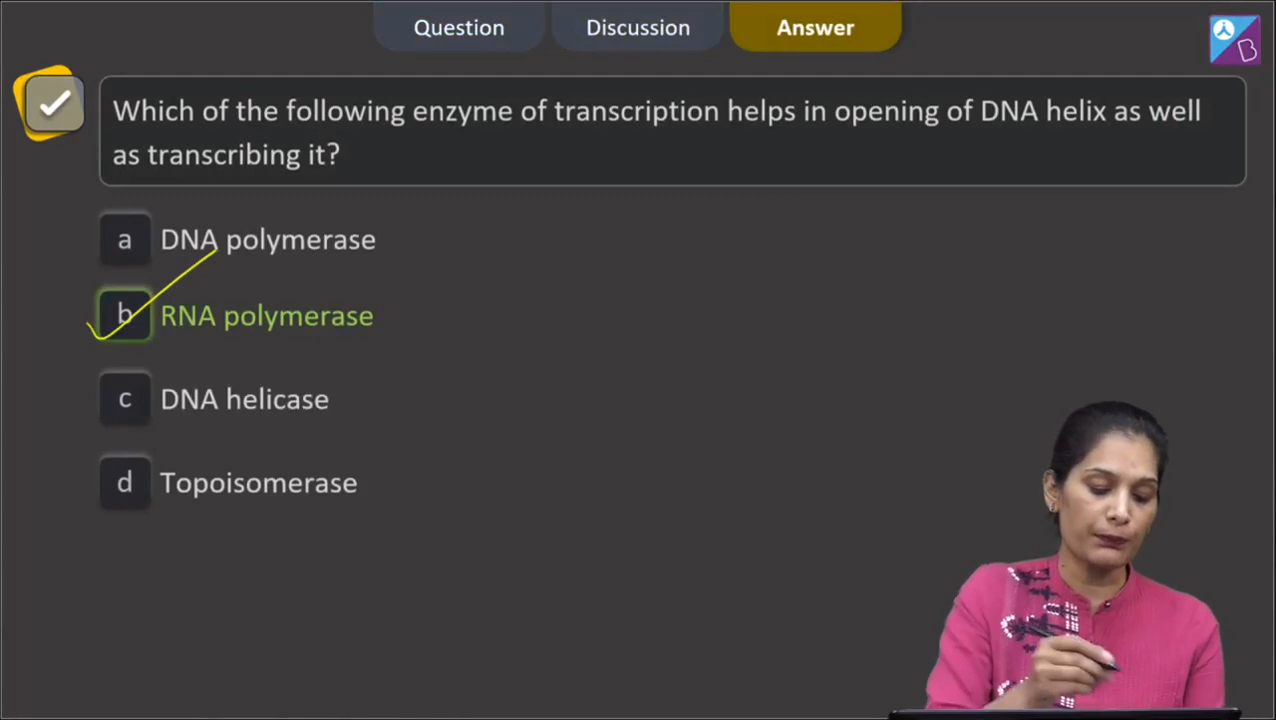 Question
Discussion
Answer
Which of the following enzyme of transcription helps in opening of DNA helix as well
as transcribing it?
a DNA polymerase
b RNA polymerase
c DNA helicase
d Topoisomerase
B